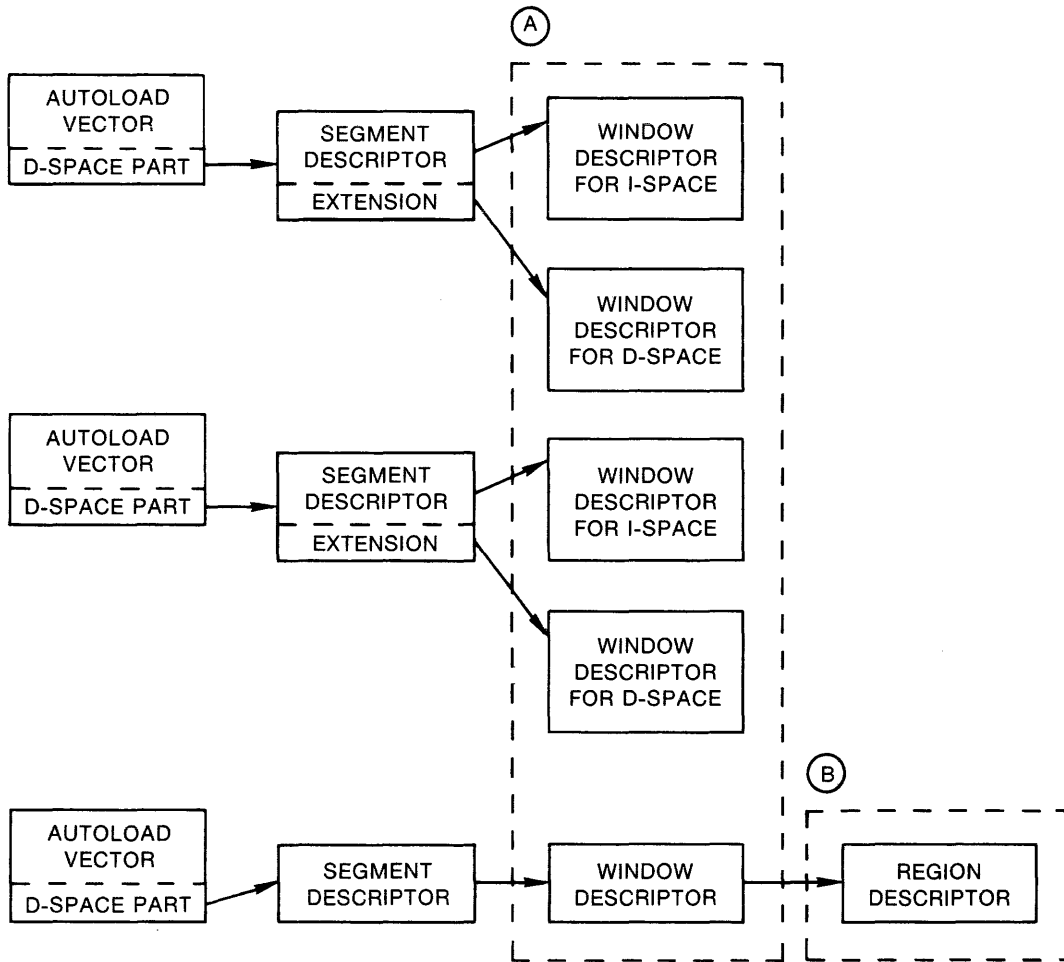 A
AUTOLOAD
VECTOR
D-SPACE PART
SEGMENT
DESCRIPTOR
EXTENSION
WINDOW
DESCRIPTOR
FOR I-SPACE
WINDOW
DESCRIPTOR
FOR D-SPACE
AUTOLOAD
VECTOR
D-SPACE PART
SEGMENT
DESCRIPTOR
EXTENSION
WINDOW
DESCRIPTOR
FOR I-SPACE
WINDOW
DESCRIPTOR
FOR D-SPACE
B
AUTOLOAD
VECTOR
D-SPACE PART
SEGMENT
DESCRIPTOR
WINDOW
DESCRIPTOR
REGION
DESCRIPTOR